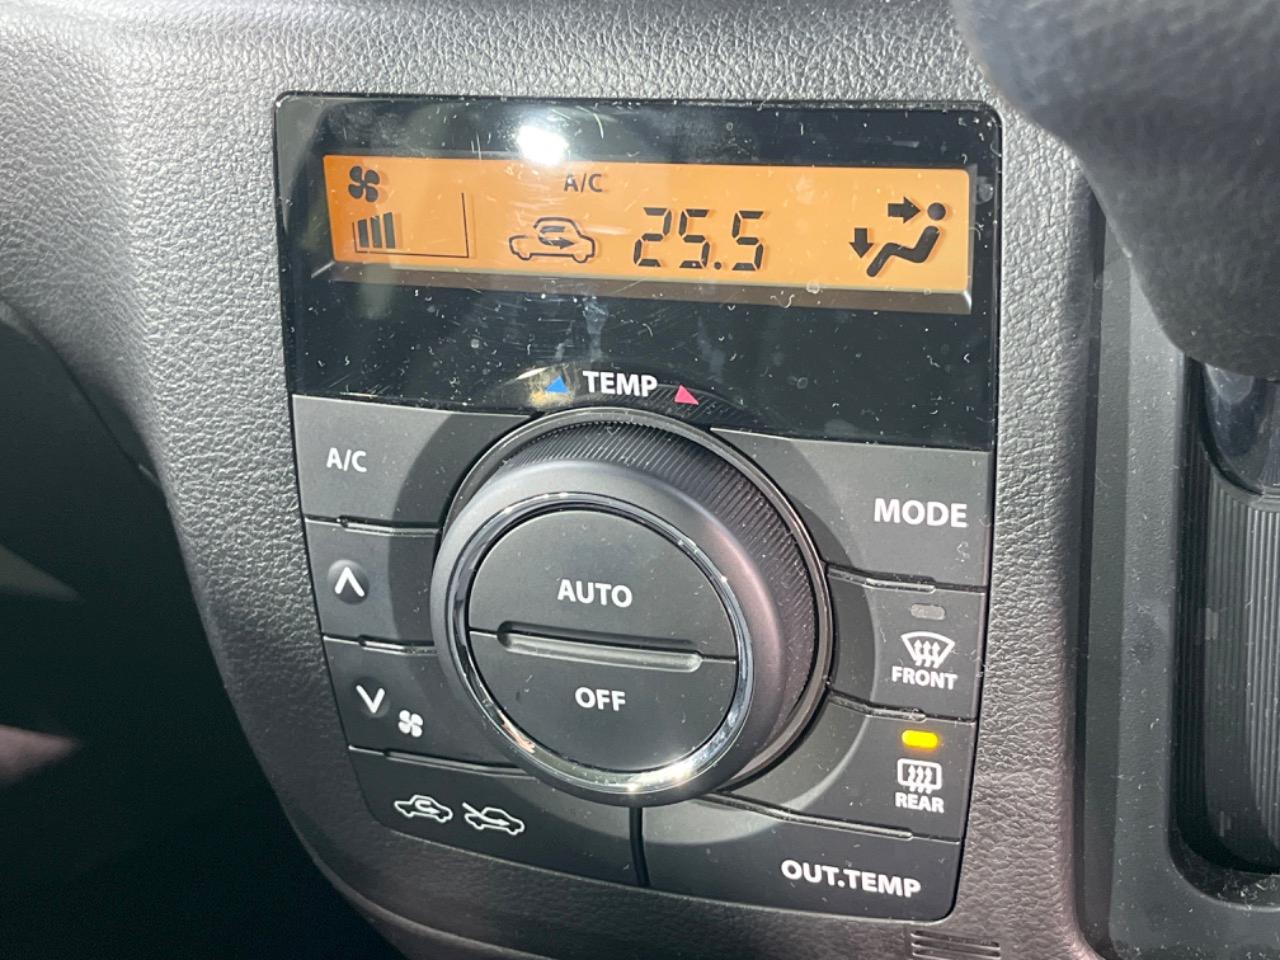 A/C
25.5
TEMP
A/C
MODE
AUTO
FRONT
OFF
REAR
OUT.TEMP